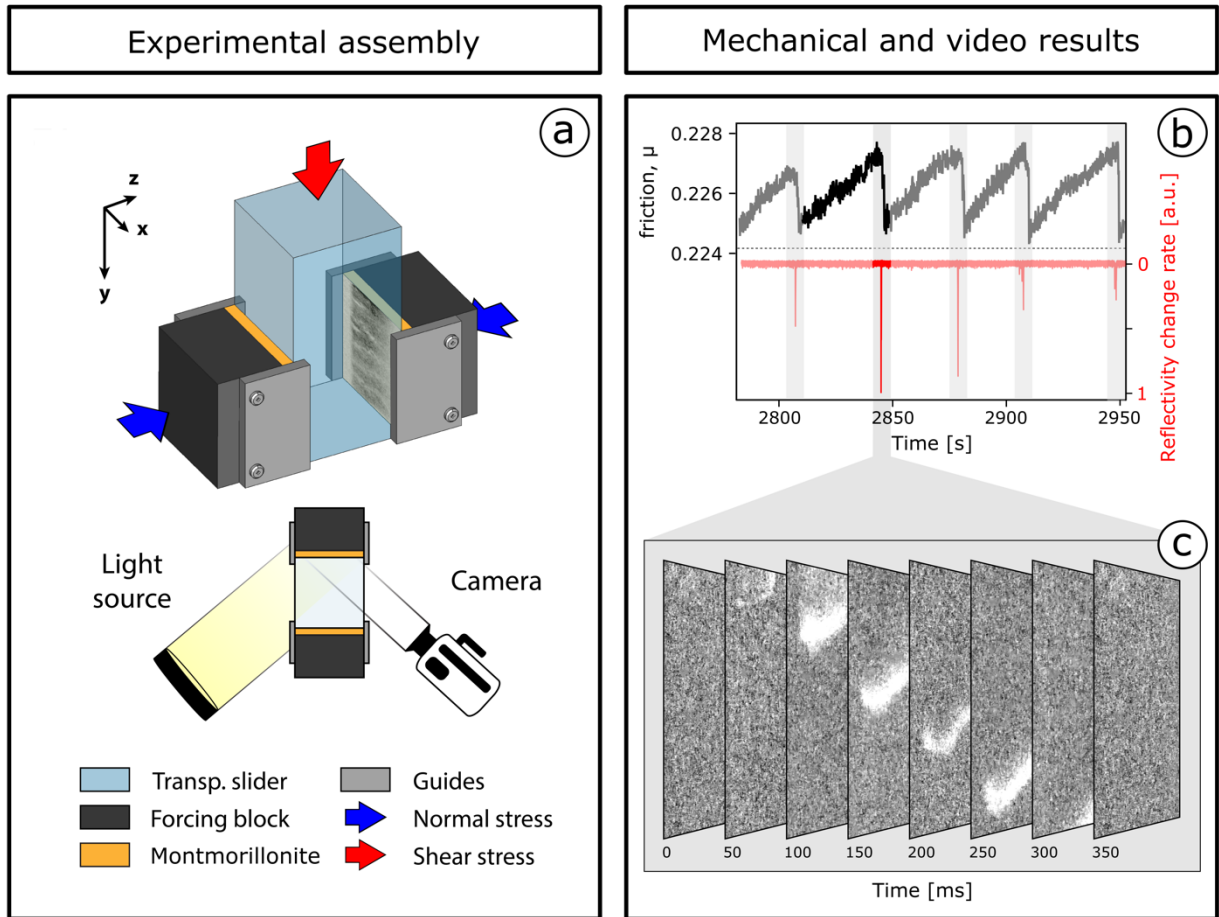 Experimental assembly
Mechanical and video results
a
z
x
y
Light
source
Camera
Transp. slider
Guides
Forcing block
Normal stress
Montmorillonite
Shear stress
b
0.228
0.226
0.224
friction, μ
0
1
Reflectivity change rate [a.u.]
2800 2850 2900 2950
Time [s]
c
0 50 100 150 200 250 300 350
Time [ms]